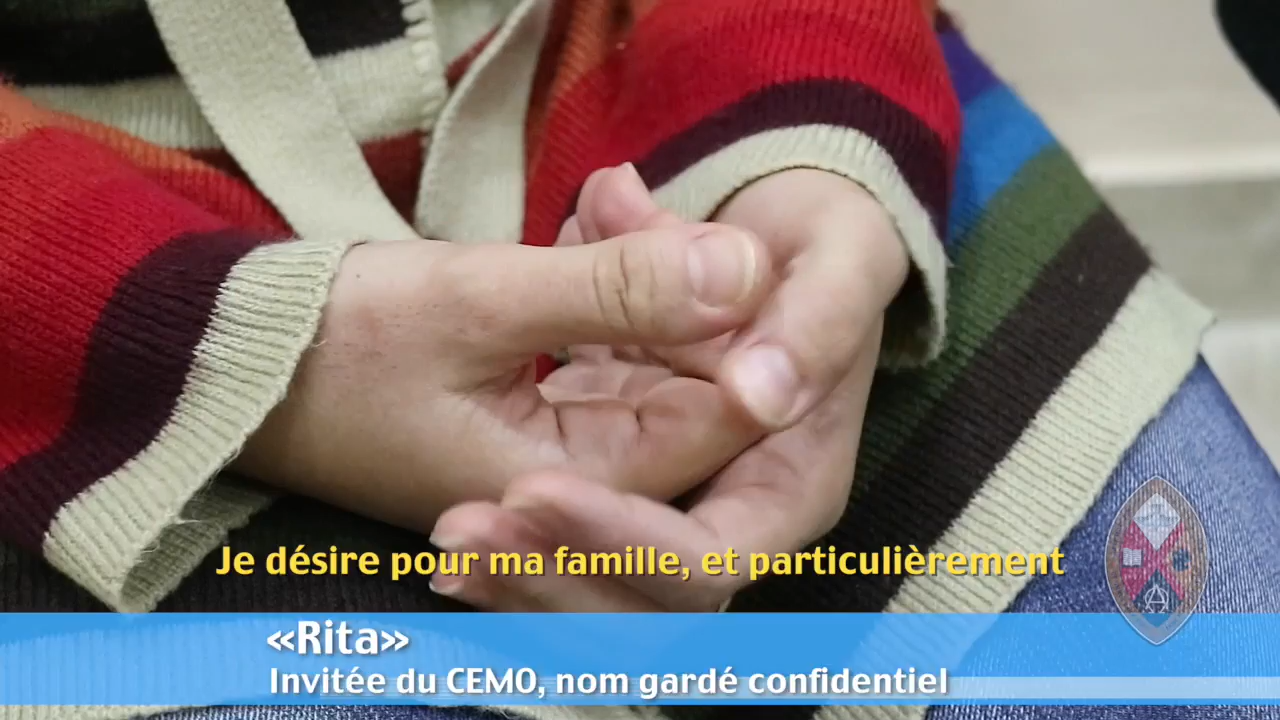 Je désire pour ma famille, et particulièrement
«Rita»
Invitée du CEMO, nom gardé confidentiel